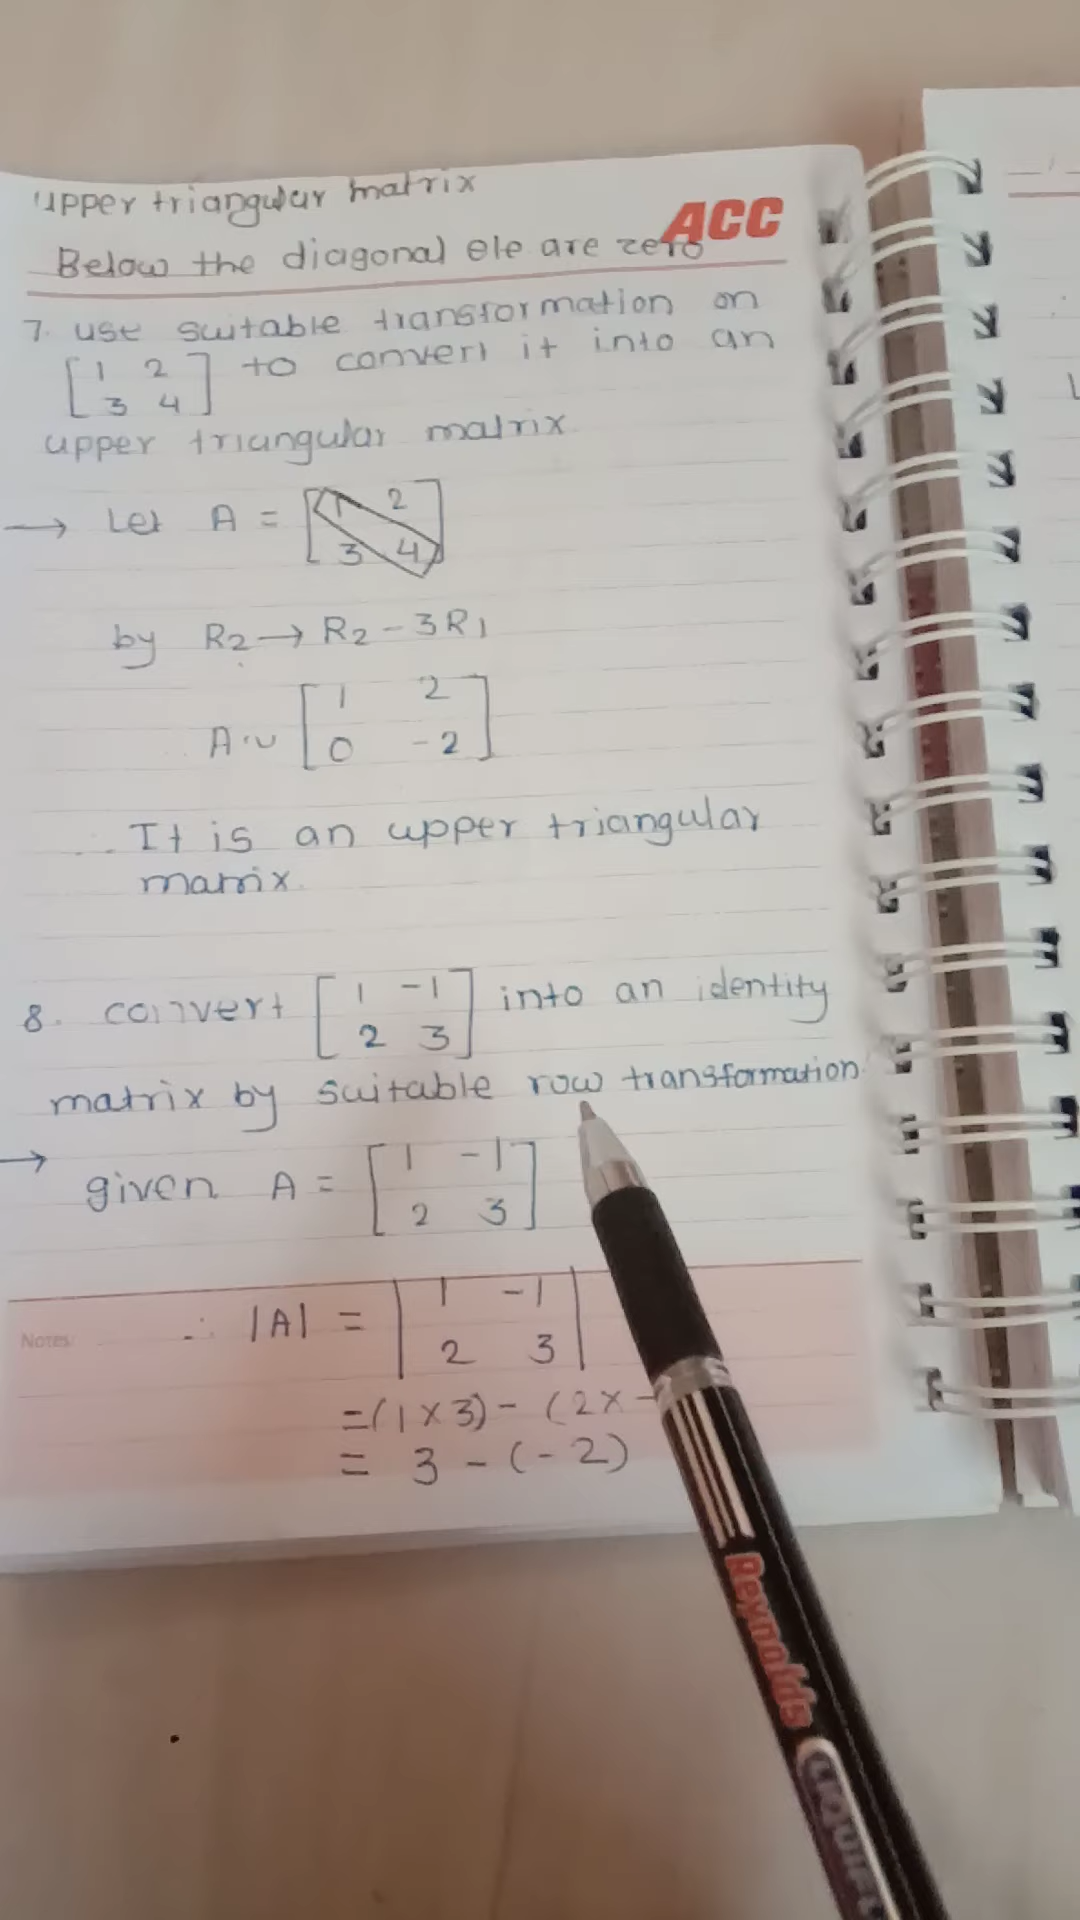 upper triangular matrix
ACC
Below the diagonal ele are zero
7. use suitable transformation on
[1 2
3 4] to convert it into an
upper triangular matrix
→ Let A = [1 2
3 4]
by R2 → R2 - 3R1
A ~ [1 2
0 -2]
∴ It is an upper triangular
matrix.
8. convert [1 -1
2 3] into an identity
matrix by suitable row transformation
→ given A = [1 -1
2 3]
Notes:
∴ |A| = |1 -1
2 3|
= (1 × 3) - (2 × -
= 3 - (-2)
Reynolds